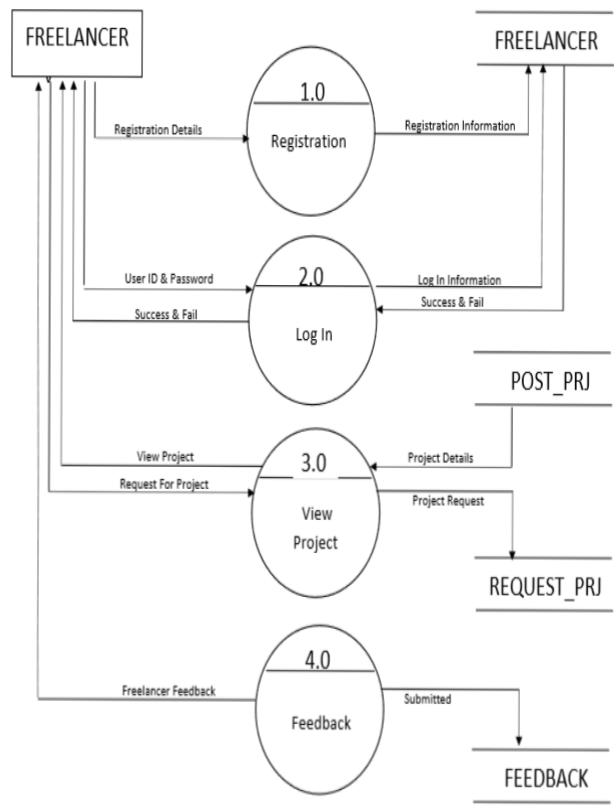 FREELANCER
FREELANCER
1.0
Registration Details
Registration Information
Registration
2.0
User ID & Password
Log In Information
Success & Fail
Success & Fail
Log In
POST_PRJ
3.0
View Project
Project Details
Request For Project
Project Request
View
Project
REQUEST_PRJ
4.0
Freelancer Feedback
Submitted
Feedback
FEEDBACK